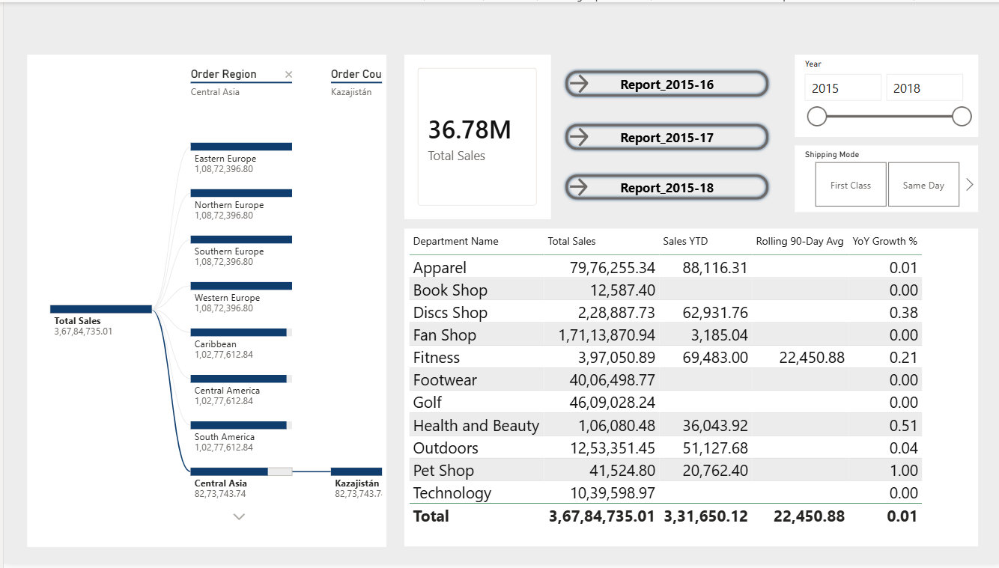 Order Region
Central Asia
Order Cou
Kazajistán
Eastern Europe
1,08,72,396.80
Northern Europe
1,08,72,396.80
Southern Europe
1,08,72,396.80
Western Europe
1,08,72,396.80
Total Sales
3,67,84,735.01
Caribbean
1,02,77,612.84
Central America
1,02,77,612.84
South America
1,02,77,612.84
Central Asia
82,73,743.74
Kazajistán
82,73,743.7
36.78M
Total Sales
Report_2015-16
Report_2015-17
Report_2015-18
Year
2015 2018
Shipping Mode
First Class Same Day
Department Name Total Sales Sales YTD Rolling 90-Day Avg YoY Growth %
Apparel 79,76,255.34 88,116.31 0.01
Book Shop 12,587.40 0.00
Discs Shop 2,28,887.73 62,931.76 0.38
Fan Shop 1,71,13,870.94 3,185.04 0.00
Fitness 3,97,050.89 69,483.00 22,450.88 0.21
Footwear 40,06,498.77 0.00
Golf 46,09,028.24 0.00
Health and Beauty 1,06,080.48 36,043.92 0.51
Outdoors 12,53,351.45 51,127.68 0.04
Pet Shop 41,524.80 20,762.40 1.00
Technology 10,39,598.97 0.00
Total 3,67,84,735.01 3,31,650.12 22,450.88 0.01